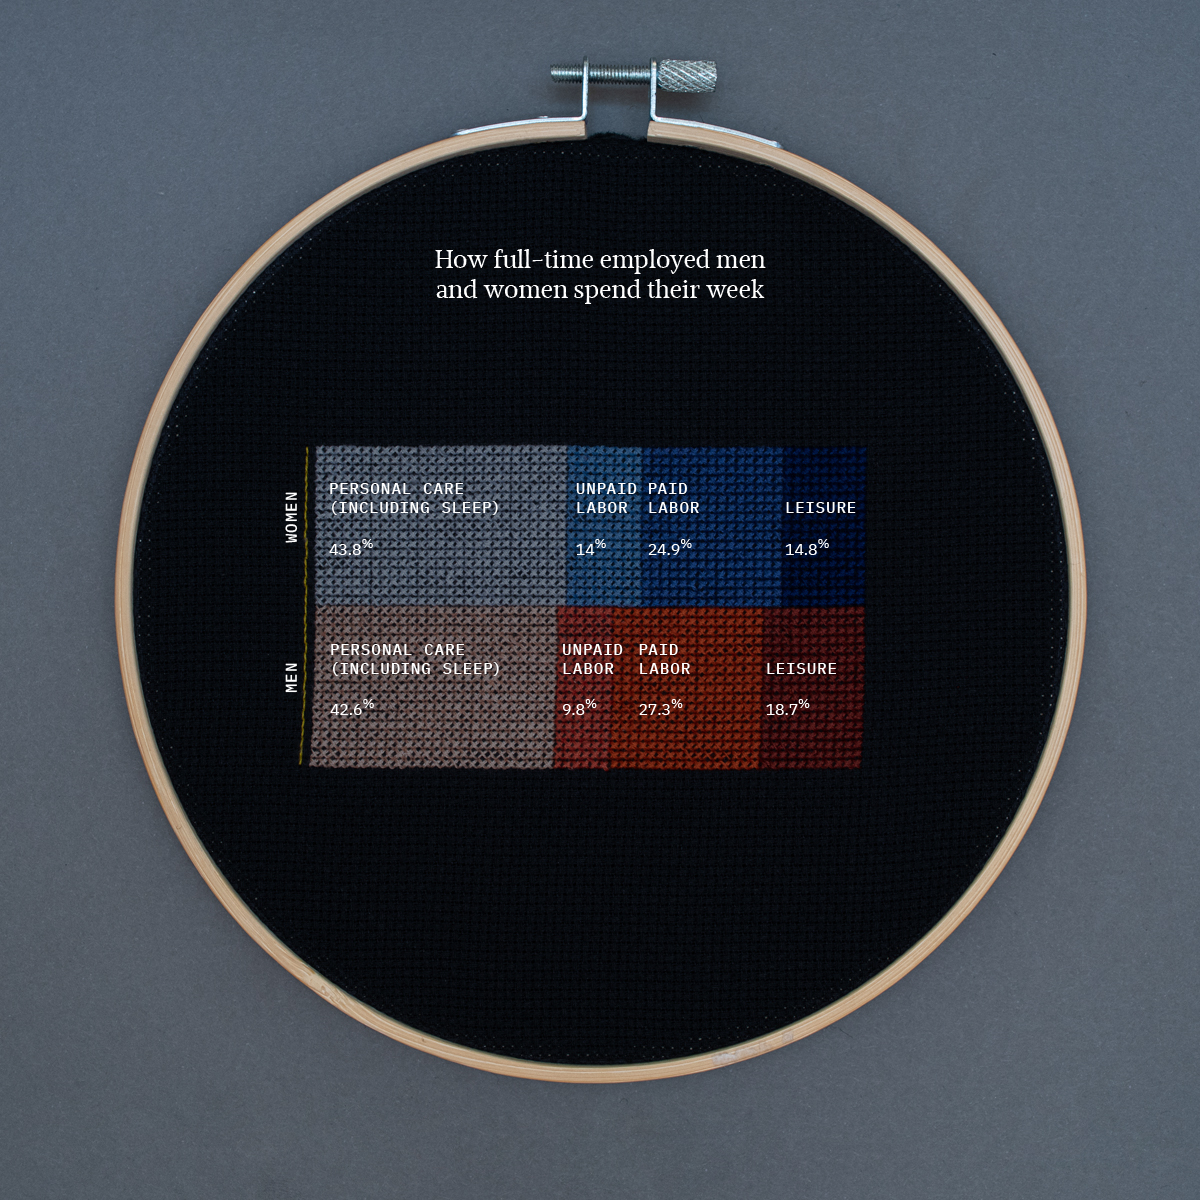 How full-time employed men
and women spend their week
WOMEN
PERSONAL CARE
(INCLUDING SLEEP)
43.8%
UNPAID
LABOR
14%
PAID
LABOR
24.9%
LEISURE
14.8%
MEN
PERSONAL CARE
(INCLUDING SLEEP)
42.6%
UNPAID
LABOR
9.8%
PAID
LABOR
27.3%
LEISURE
18.7%